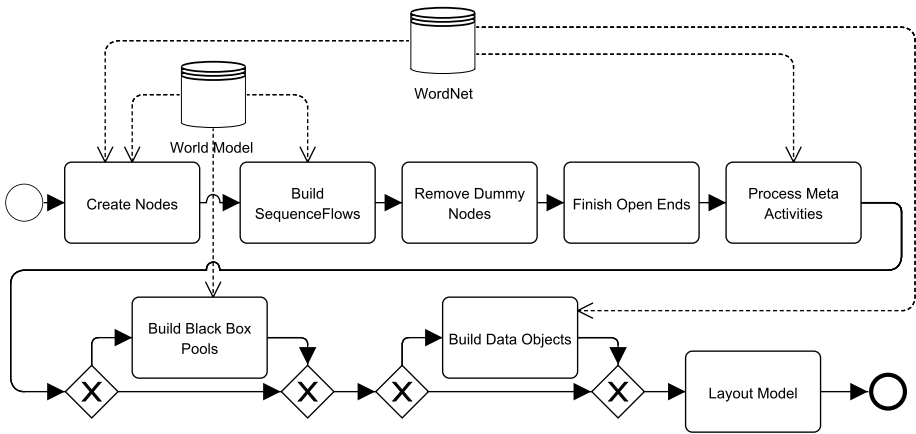 WordNet
World Model
Create Nodes
Build
SequenceFlows
Remove Dummy
Nodes
Finish Open Ends
Process Meta
Activities
Build Black Box
Pools
Build Data Objects
X
X
X
X
Layout Model